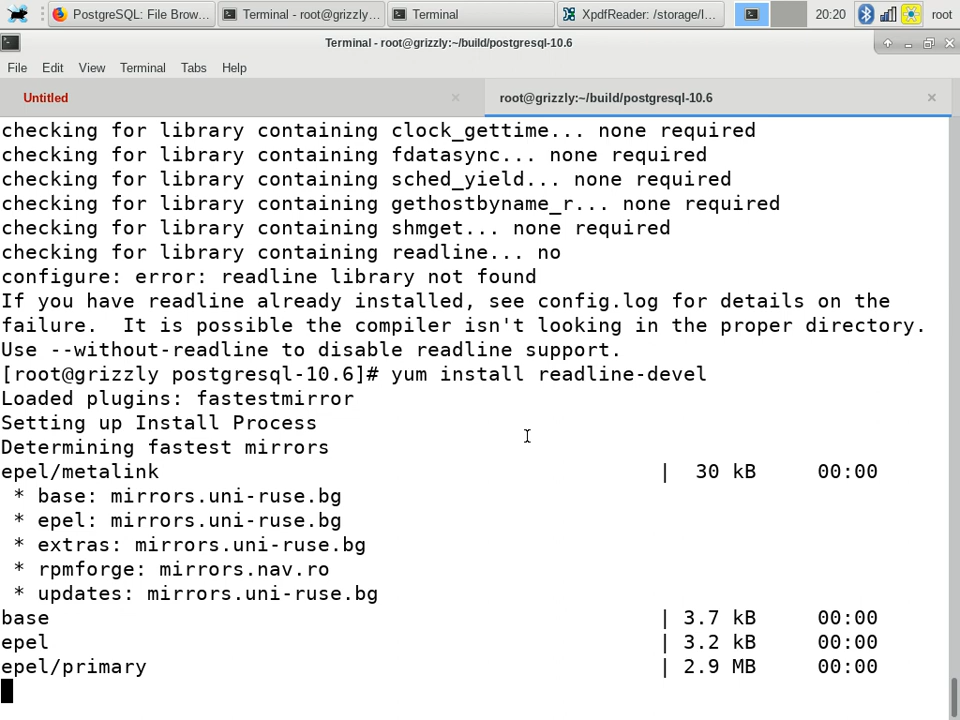 PostgreSQL: File Brow...
Terminal - root@grizzly:...
Terminal
XpdfReader: /storage/l...
20:20
root
Terminal - root@grizzly:~/build/postgresql-10.6
File Edit View Terminal Tabs Help
Untitled
root@grizzly:~/build/postgresql-10.6
checking for library containing clock_gettime... none required
checking for library containing fdatasync... none required
checking for library containing sched_yield... none required
checking for library containing gethostbyname_r... none required
checking for library containing shmget... none required
checking for library containing readline... no
configure: error: readline library not found
If you have readline already installed, see config.log for details on the
failure.  It is possible the compiler isn't looking in the proper directory.
Use --without-readline to disable readline support.
[root@grizzly postgresql-10.6]# yum install readline-devel
Loaded plugins: fastestmirror
Setting up Install Process
Determining fastest mirrors
epel/metalink | 30 kB 00:00
* base: mirrors.uni-ruse.bg
* epel: mirrors.uni-ruse.bg
* extras: mirrors.uni-ruse.bg
* rpmforge: mirrors.nav.ro
* updates: mirrors.uni-ruse.bg
base | 3.7 kB 00:00
epel | 3.2 kB 00:00
epel/primary | 2.9 MB 00:00